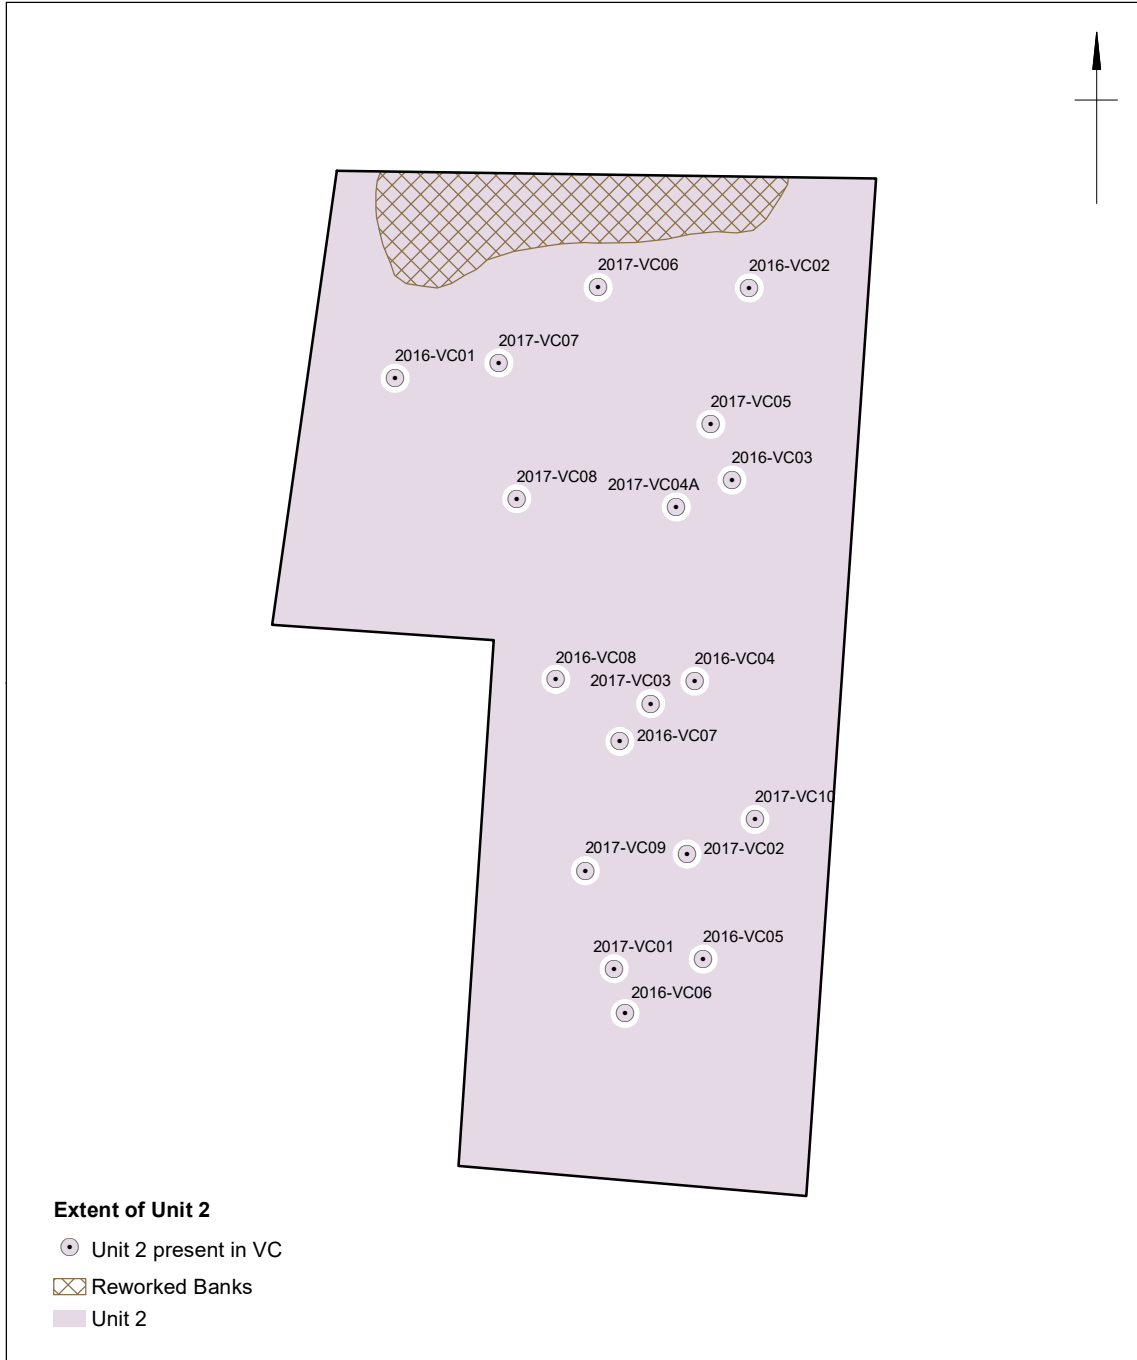 2017-VC06
2016-VC02
2017-VC07
2016-VC01
2017-VC05
2016-VC03
2017-VC08
2017-VC04A
2016-VC08
2016-VC04
2017-VC03
2016-VC07
2017-VC10
2017-VC09
2017-VC02
2016-VC05
2017-VC01
2016-VC06
Extent of Unit 2
Unit 2 present in VC
Reworked Banks
Unit 2